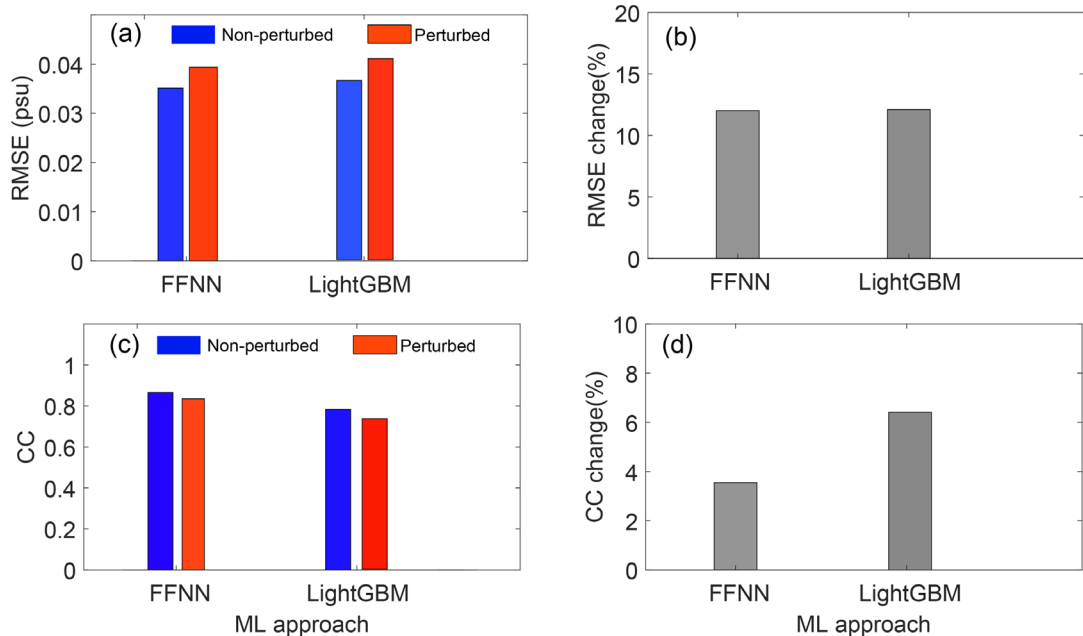 (a)
Non-perturbed
Perturbed
RMSE (psu)
0.04
0.03
0.02
0.01
0
FFNN
LightGBM
(b)
RMSE change(%)
20
15
10
5
0
FFNN
LightGBM
(c)
Non-perturbed
Perturbed
CC
1
0.8
0.6
0.4
0.2
0
FFNN
LightGBM
ML approach
(d)
CC change(%)
10
8
6
4
2
0
FFNN
LightGBM
ML approach